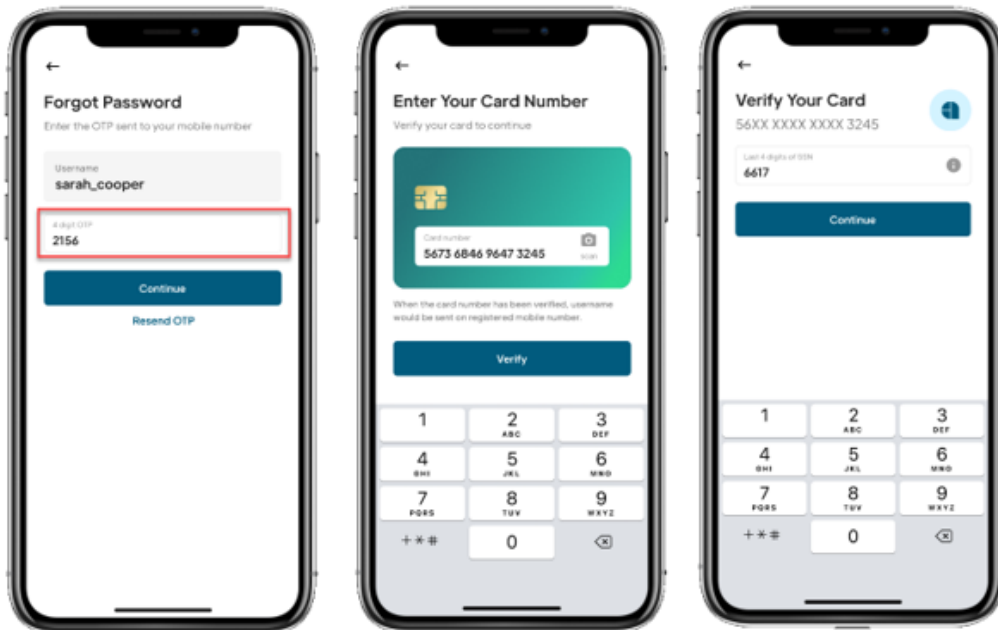 Forgot Password
Enter the OTP sent to your mobile number
Username
sarah_cooper
4 digit OTP
2156
Continue
Resend OTP
Enter Your Card Number
Verify your card to continue
Card number
5673 6846 9647 3245
scan
When the card number has been verified, username
would be sent on registered mobile number.
Verify
1 2 3
ABC DEF
4 5 6
GHI JKL MNO
7 8 9
PQRS TUV WXYZ
+*# 0
Verify Your Card
56XX XXXX XXXX 3245
Last 4 digits of SSN
6617
Continue
1 2 3
ABC DEF
4 5 6
GHI JKL MNO
7 8 9
PQRS TUV WXYZ
+*# 0